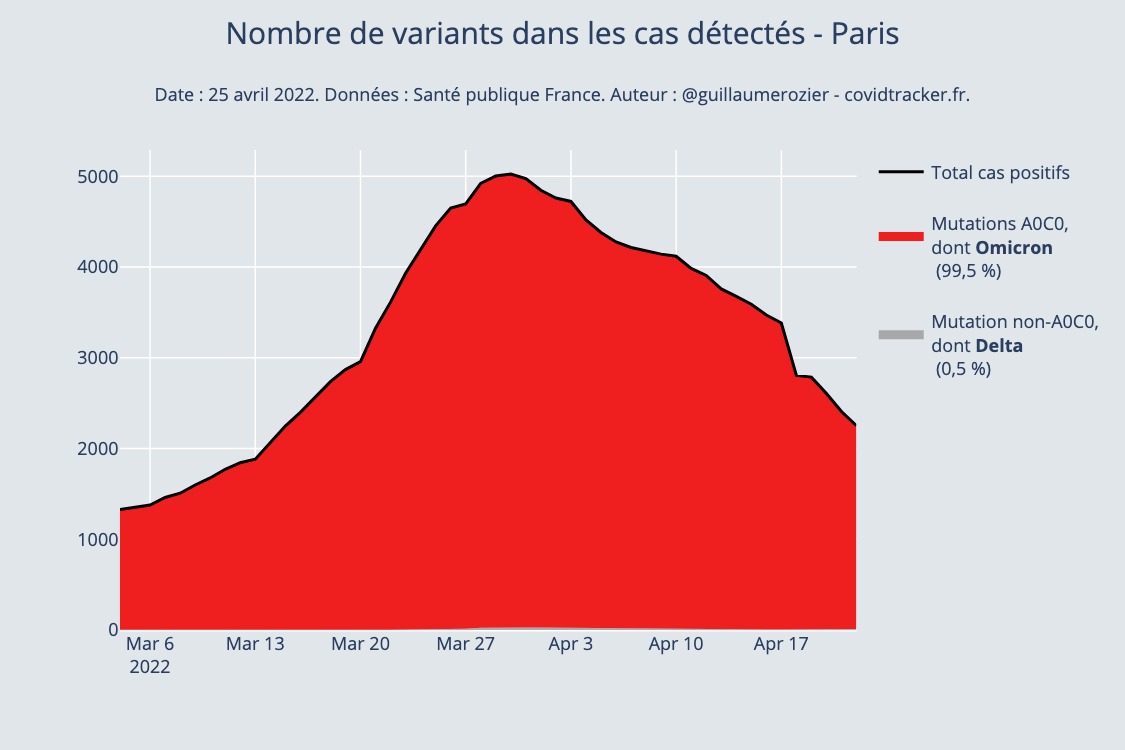 Nombre de variants dans les cas détectés - Paris
Date : 25 avril 2022. Données : Santé publique France. Auteur : @guillaumerozier - covidtracker.fr.
Total cas positifs
Mutations A0C0,
dont Omicron
(99,5 %)
Mutation non-A0C0,
dont Delta
(0,5 %)
5000
4000
3000
2000
1000
0
Mar 6 Mar 13 Mar 20 Mar 27 Apr 3 Apr 10 Apr 17
2022